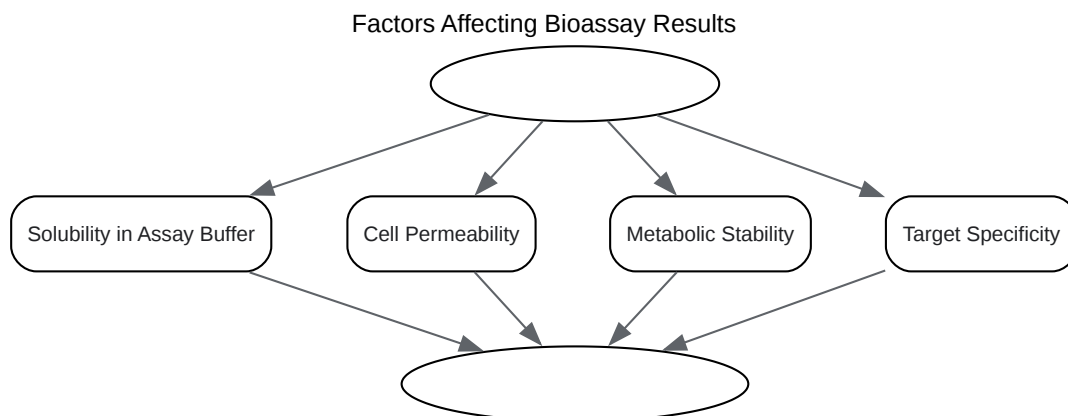 Factors Affecting Bioassay Results
Solubility in Assay Buffer
Cell Permeability
Metabolic Stability
Target Specificity